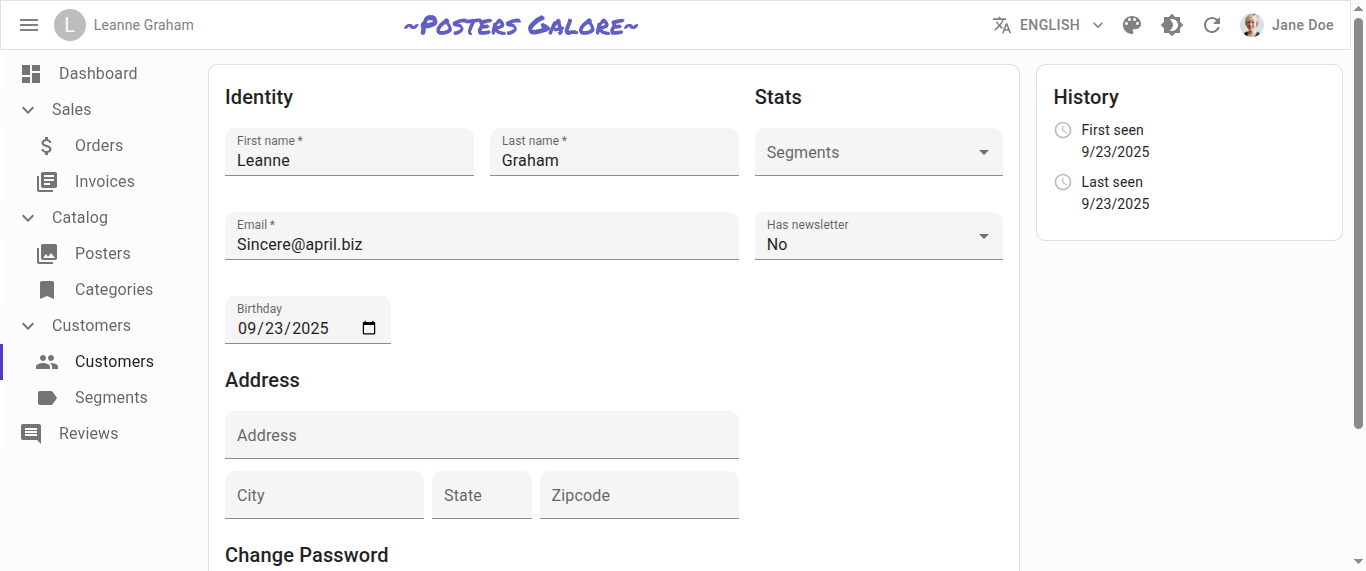 L Leanne Graham
~Posters Galore~
ENGLISH
Jane Doe
Dashboard
Sales
Orders
Invoices
Catalog
Posters
Categories
Customers
Customers
Segments
Reviews
Identity
First name *
Leanne
Last name *
Graham
Email *
Sincere@april.biz
Birthday
09/23/2025
Stats
Segments
Has newsletter
No
Address
Address
City
State
Zipcode
Change Password
History
First seen
9/23/2025
Last seen
9/23/2025